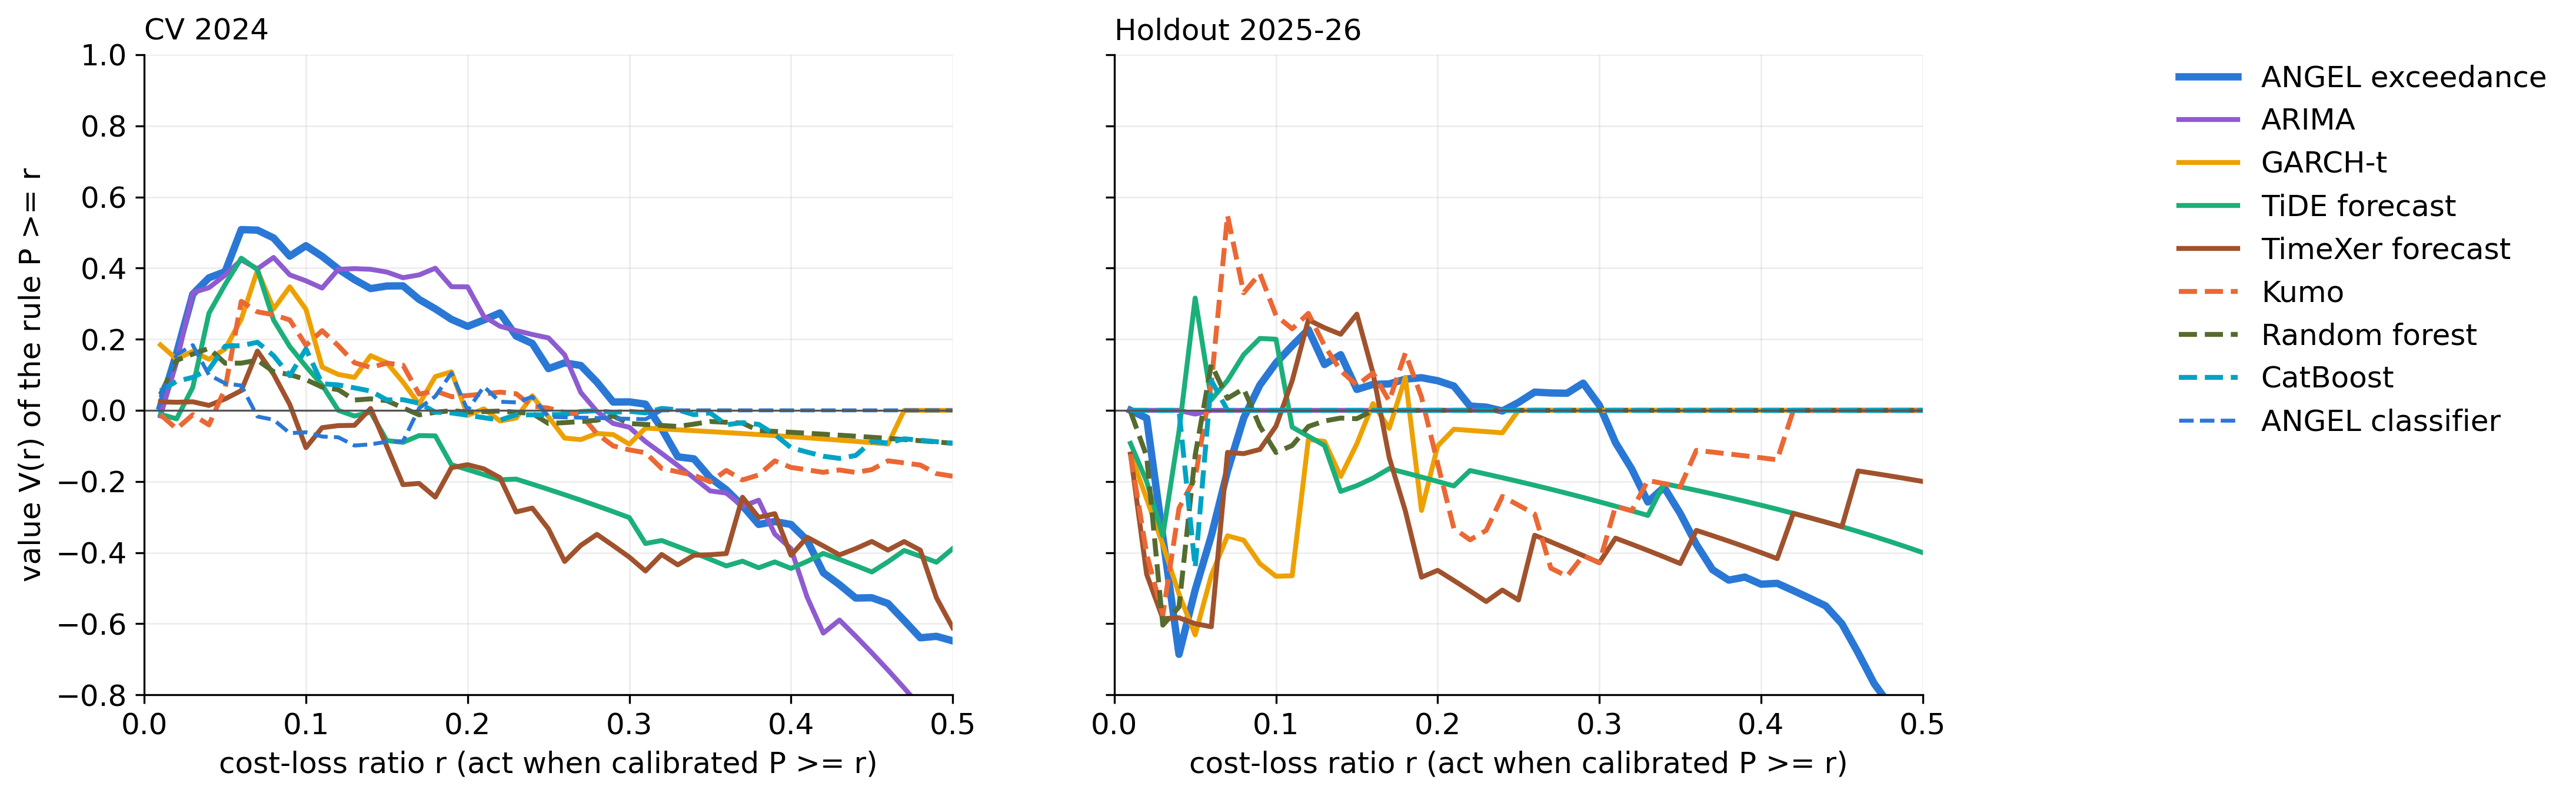 CV 2024
Holdout 2025-26
1.0
0.8
0.6
0.4
0.2
0.0
−0.2
−0.4
−0.6
−0.8
value V(r) of the rule P >= r
0.0 0.1 0.2 0.3 0.4 0.5
cost-loss ratio r (act when calibrated P >= r)
0.0 0.1 0.2 0.3 0.4 0.5
cost-loss ratio r (act when calibrated P >= r)
ANGEL exceedance
ARIMA
GARCH-t
TiDE forecast
TimeXer forecast
Kumo
Random forest
CatBoost
ANGEL classifier